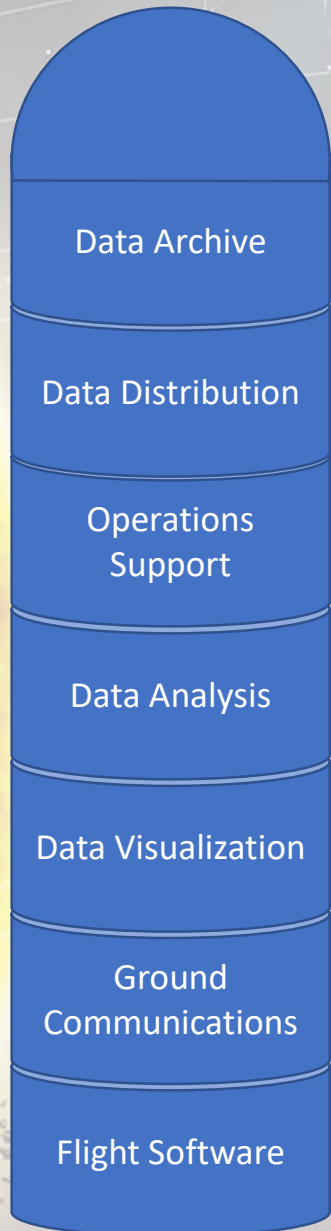 Data Archive
Data Distribution
Operations
Support
Data Analysis
Data Visualization
Ground
Communications
Flight Software